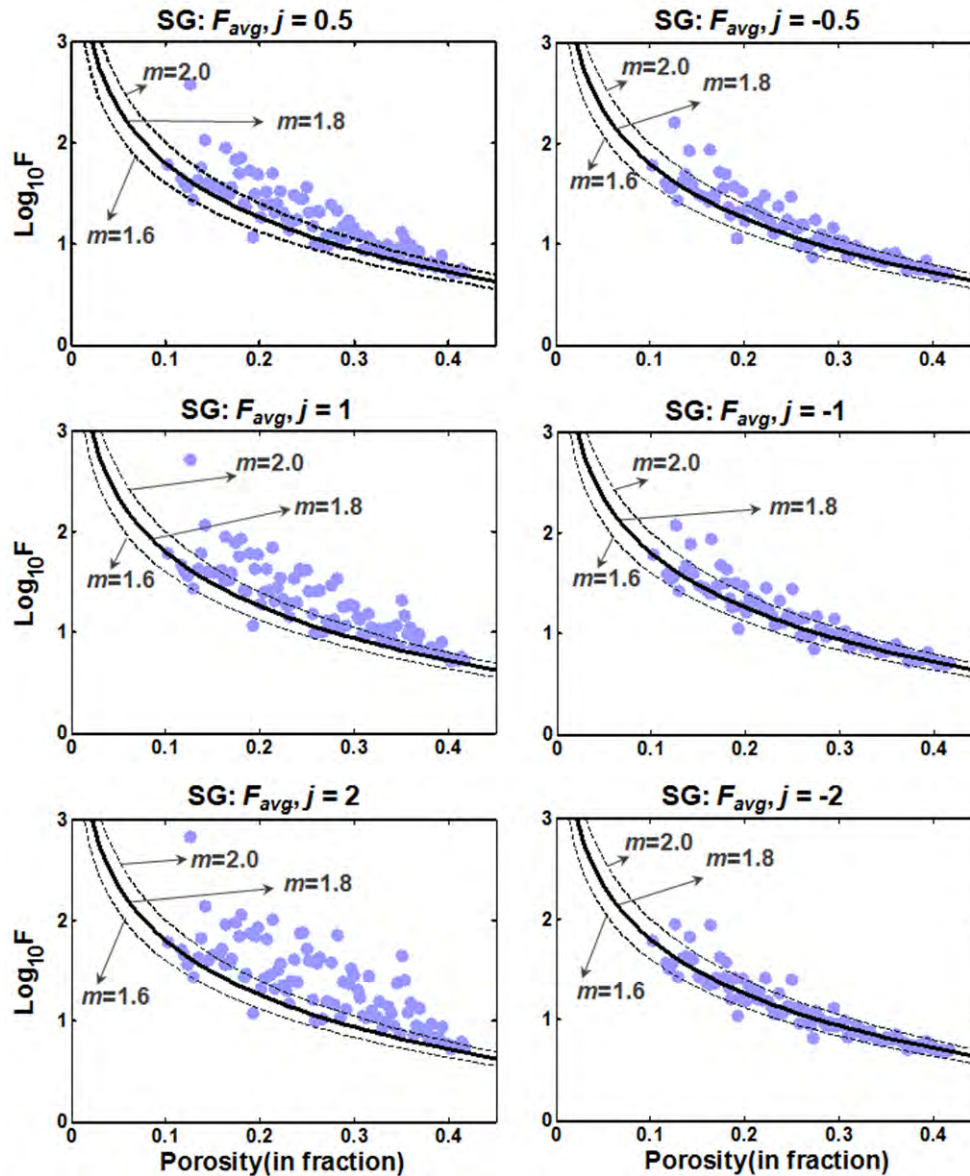 SG: Favg, j = 0.5
3
m=2.0
m=1.8
2
Log10F
1
m=1.6
0
0 0.1 0.2 0.3 0.4
SG: Favg, j = -0.5
3
m=2.0
m=1.8
2
m=1.6
1
0
0 0.1 0.2 0.3 0.4
SG: Favg, j = 1
3
m=2.0
m=1.8
2
Log10F
m=1.6
1
0
0 0.1 0.2 0.3 0.4
SG: Favg, j = -1
3
m=2.0
m=1.8
2
m=1.6
1
0
0 0.1 0.2 0.3 0.4
SG: Favg, j = 2
3
m=2.0
m=1.8
2
Log10F
m=1.6
1
0
0 0.1 0.2 0.3 0.4
Porosity(in fraction)
SG: Favg, j = -2
3
m=2.0
m=1.8
2
m=1.6
1
0
0 0.1 0.2 0.3 0.4
Porosity(in fraction)